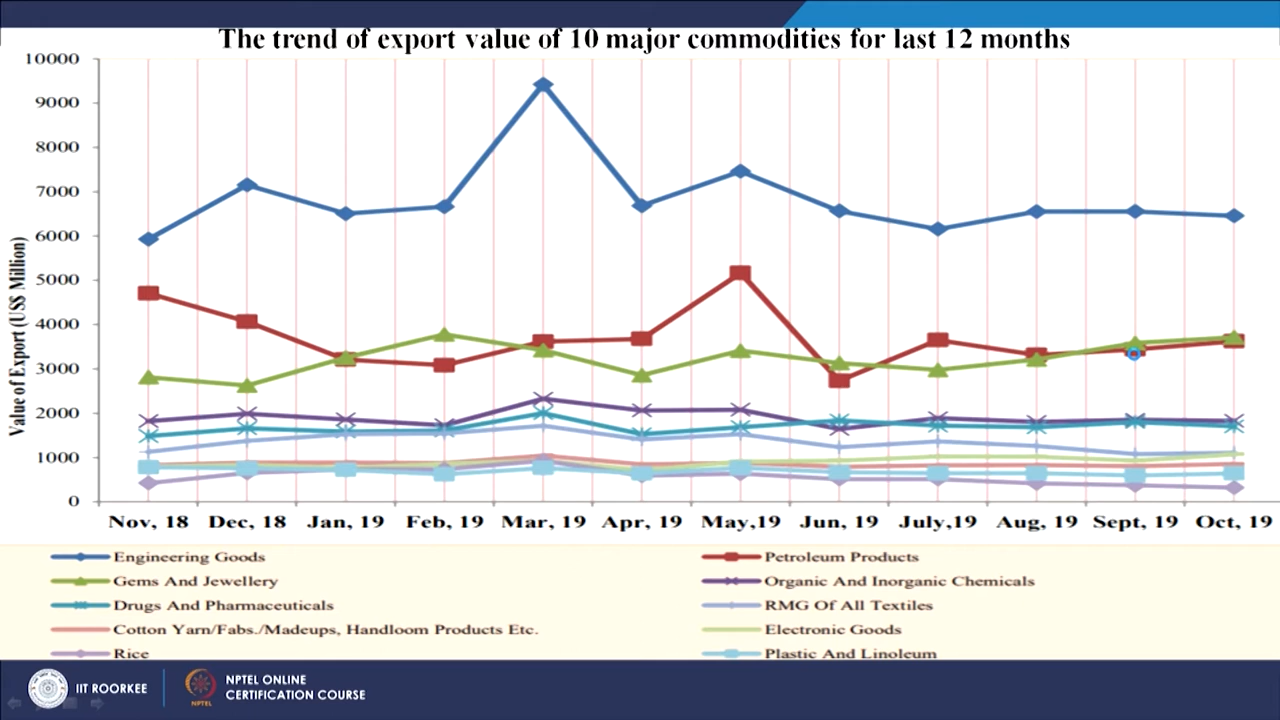 The trend of export value of 10 major commodities for last 12 months
Value of Export (US$ Million)
10000
9000
8000
7000
6000
5000
4000
3000
2000
1000
0
Nov, 18 Dec, 18 Jan, 19 Feb, 19 Mar, 19 Apr, 19 May,19 Jun, 19 July,19 Aug, 19 Sept, 19 Oct, 19
Engineering Goods Petroleum Products
Gems And Jewellery Organic And Inorganic Chemicals
Drugs And Pharmaceuticals RMG Of All Textiles
Cotton Yarn/Fabs./Madeups, Handloom Products Etc. Electronic Goods
Rice Plastic And Linoleum
IIT ROORKEE
NPTEL
NPTEL ONLINE
CERTIFICATION COURSE